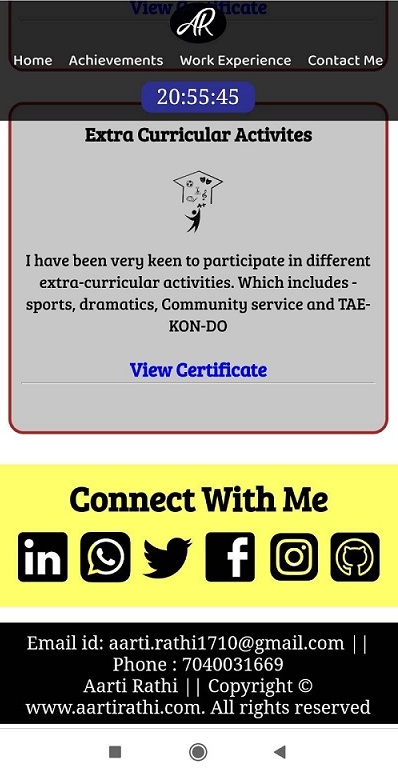 View Certificate
AR
Home Achievements Work Experience Contact Me
20:55:45
Extra Curricular Activites
A+
I have been very keen to participate in different
extra-curricular activities. Which includes -
sports, dramatics, Community service and TAE-
KON-DO
View Certificate
Connect With Me
in
f
Email id: aarti.rathi1710@gmail.com ||
Phone : 7040031669
Aarti Rathi || Copyright ©
www.aartirathi.com. All rights reserved